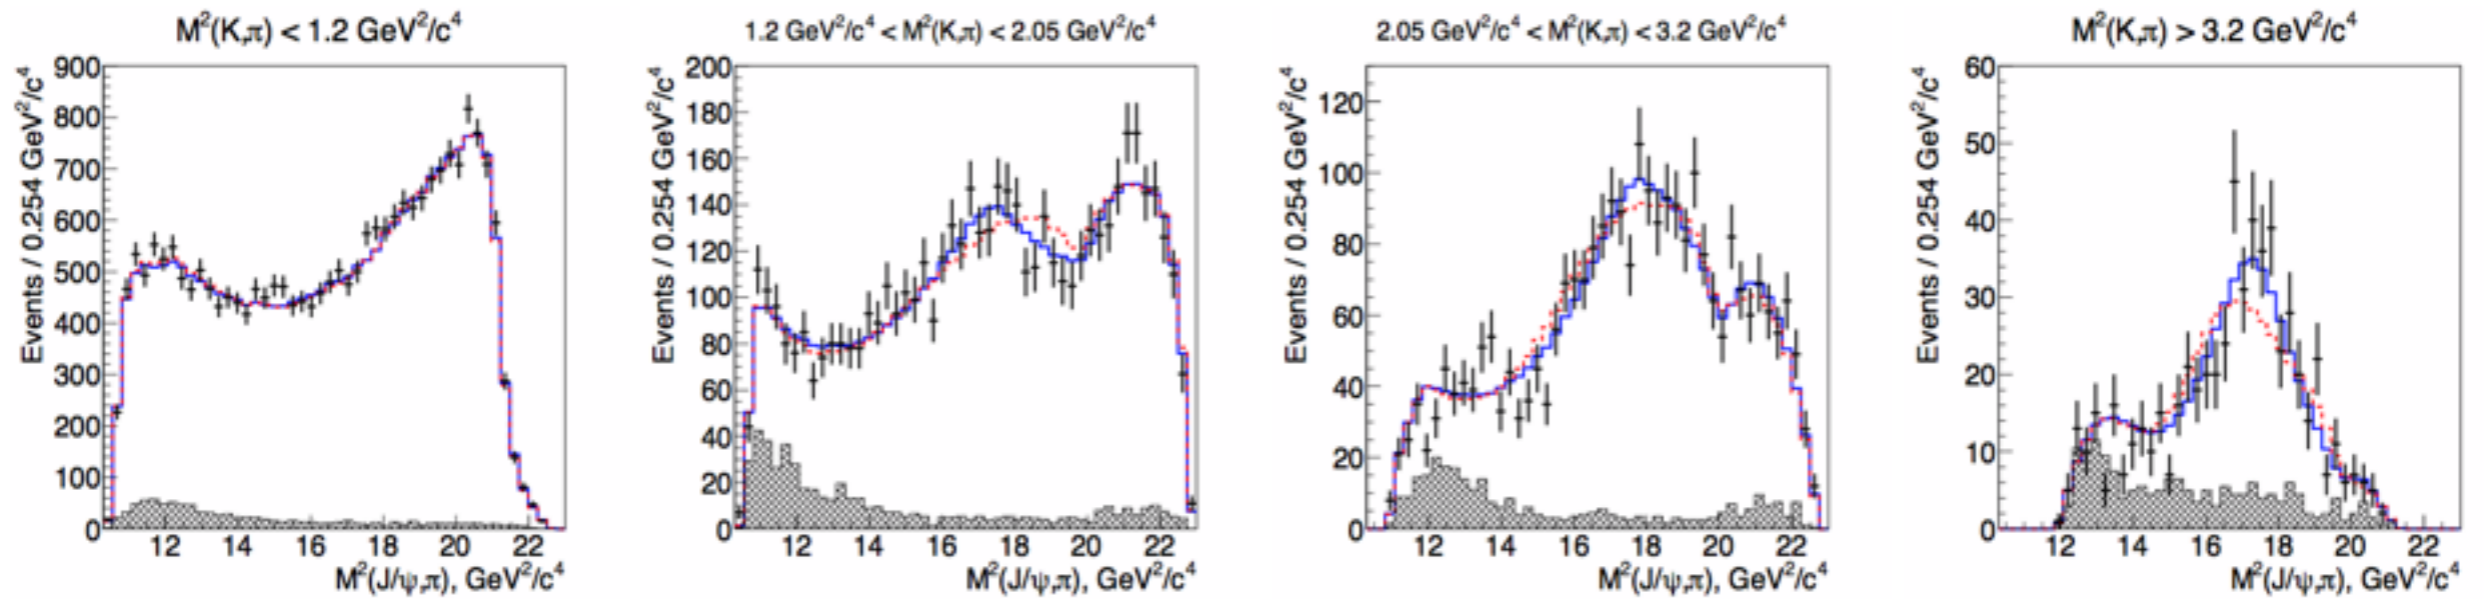 M²(K,π) < 1.2 GeV²/c⁴
Events / 0.254 GeV²/c⁴
900
800
700
600
500
400
300
200
100
0
12 14 16 18 20 22
M²(J/ψ,π), GeV²/c⁴
1.2 GeV²/c⁴ < M²(K,π) < 2.05 GeV²/c⁴
Events / 0.254 GeV²/c⁴
200
180
160
140
120
100
80
60
40
20
0
12 14 16 18 20 22
M²(J/ψ,π), GeV²/c⁴
2.05 GeV²/c⁴ < M²(K,π) < 3.2 GeV²/c⁴
Events / 0.254 GeV²/c⁴
120
100
80
60
40
20
0
12 14 16 18 20 22
M²(J/ψ,π), GeV²/c⁴
M²(K,π) > 3.2 GeV²/c⁴
Events / 0.254 GeV²/c⁴
60
50
40
30
20
10
0
12 14 16 18 20 22
M²(J/ψ,π), GeV²/c⁴